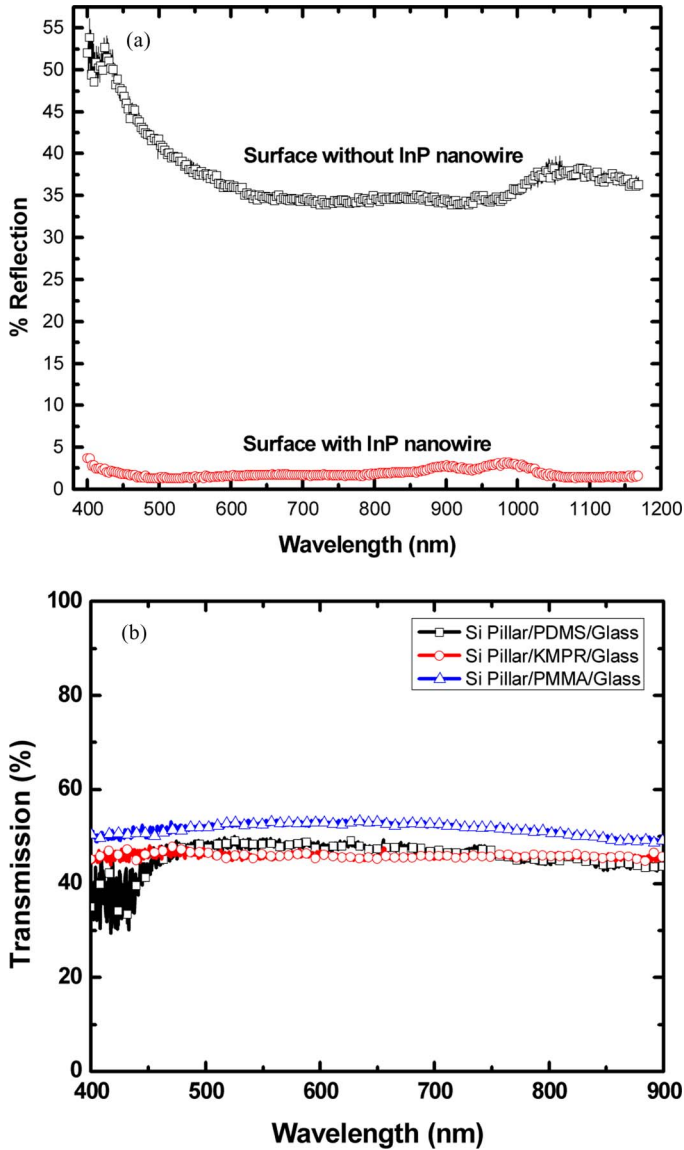 (a)
55
50
45
40
35
30
25
20
15
10
5
0
% Reflection
Surface without InP nanowire
Surface with InP nanowire
400 500 600 700 800 900 1000 1100 1200
Wavelength (nm)
(b)
100
80
60
40
20
0
Transmission (%)
Si Pillar/PDMS/Glass
Si Pillar/KMPR/Glass
Si Pillar/PMMA/Glass
400 500 600 700 800 900
Wavelength (nm)